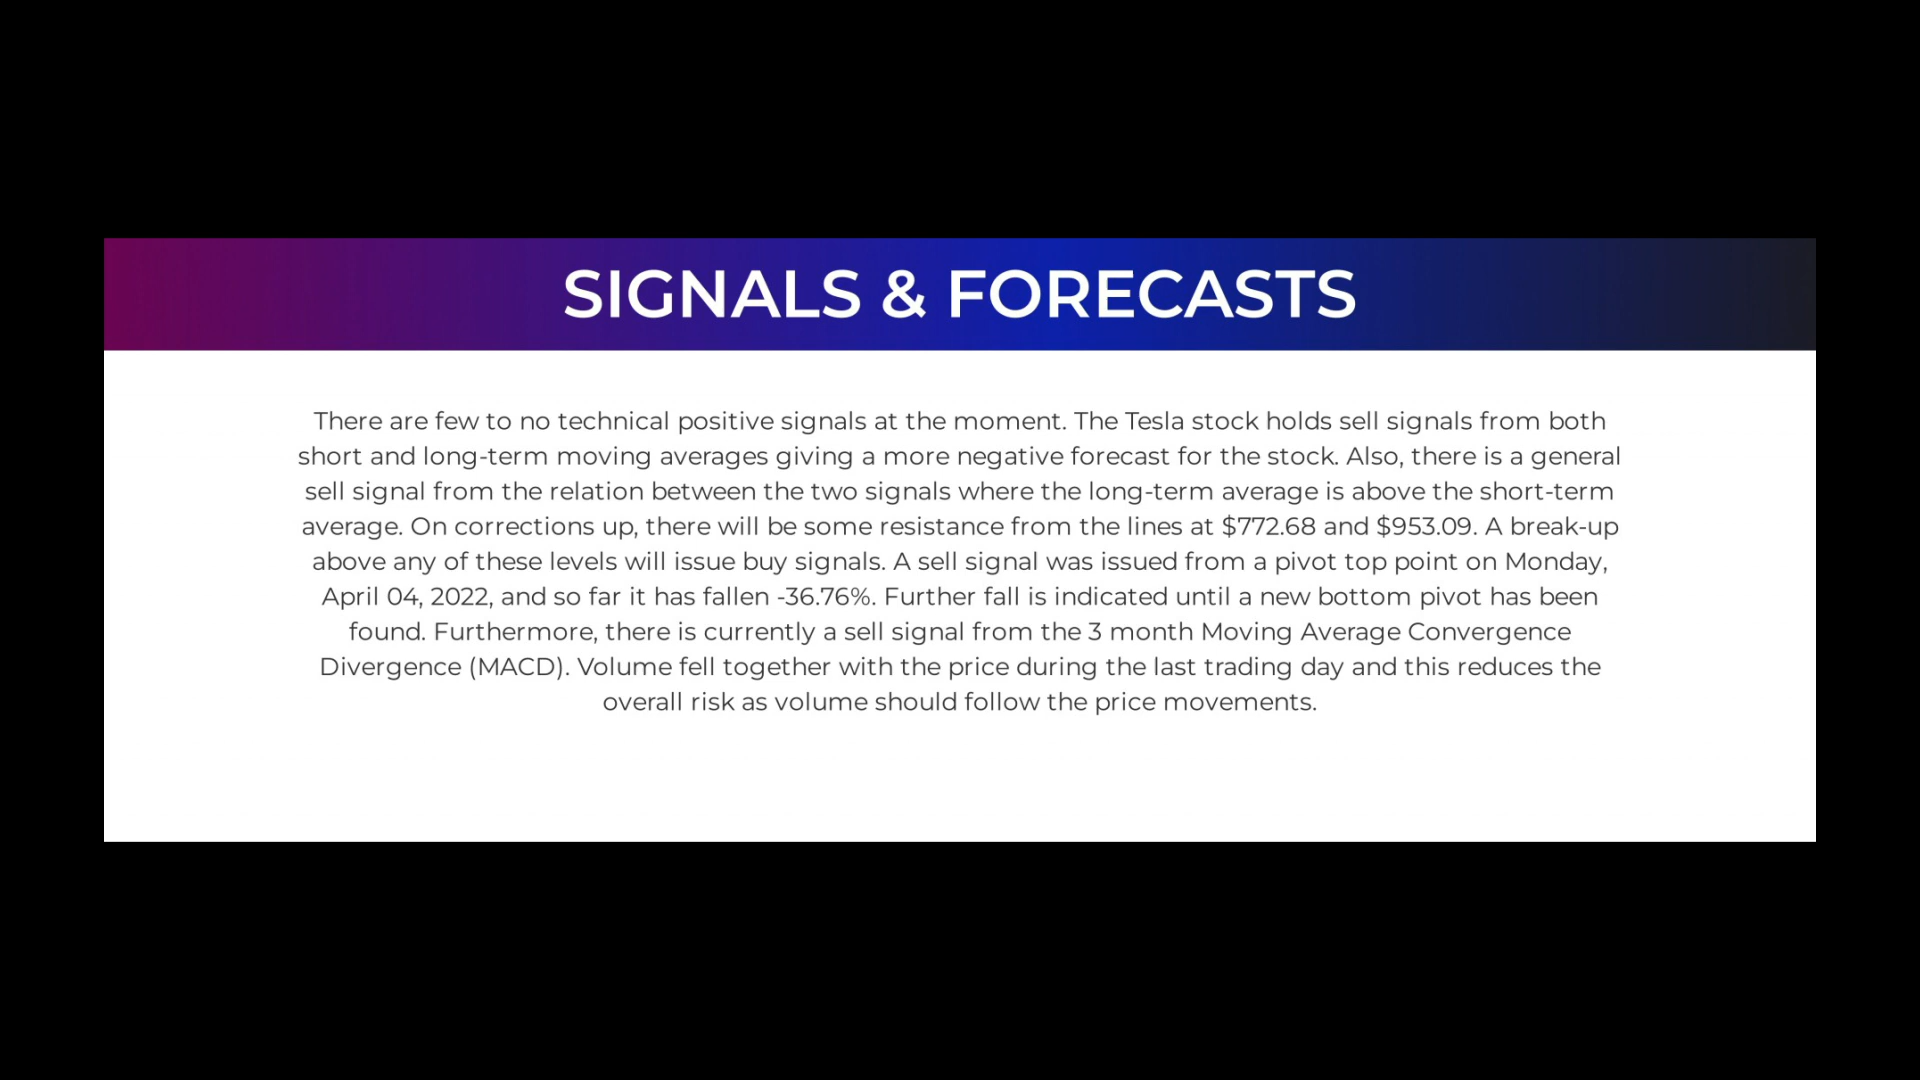 SIGNALS & FORECASTS
There are few to no technical positive signals at the moment. The Tesla stock holds sell signals from both
short and long-term moving averages giving a more negative forecast for the stock. Also, there is a general
sell signal from the relation between the two signals where the long-term average is above the short-term
average. On corrections up, there will be some resistance from the lines at $772.68 and $953.09. A break-up
above any of these levels will issue buy signals. A sell signal was issued from a pivot top point on Monday,
April 04, 2022, and so far it has fallen -36.76%. Further fall is indicated until a new bottom pivot has been
found. Furthermore, there is currently a sell signal from the 3 month Moving Average Convergence
Divergence (MACD). Volume fell together with the price during the last trading day and this reduces the
overall risk as volume should follow the price movements.